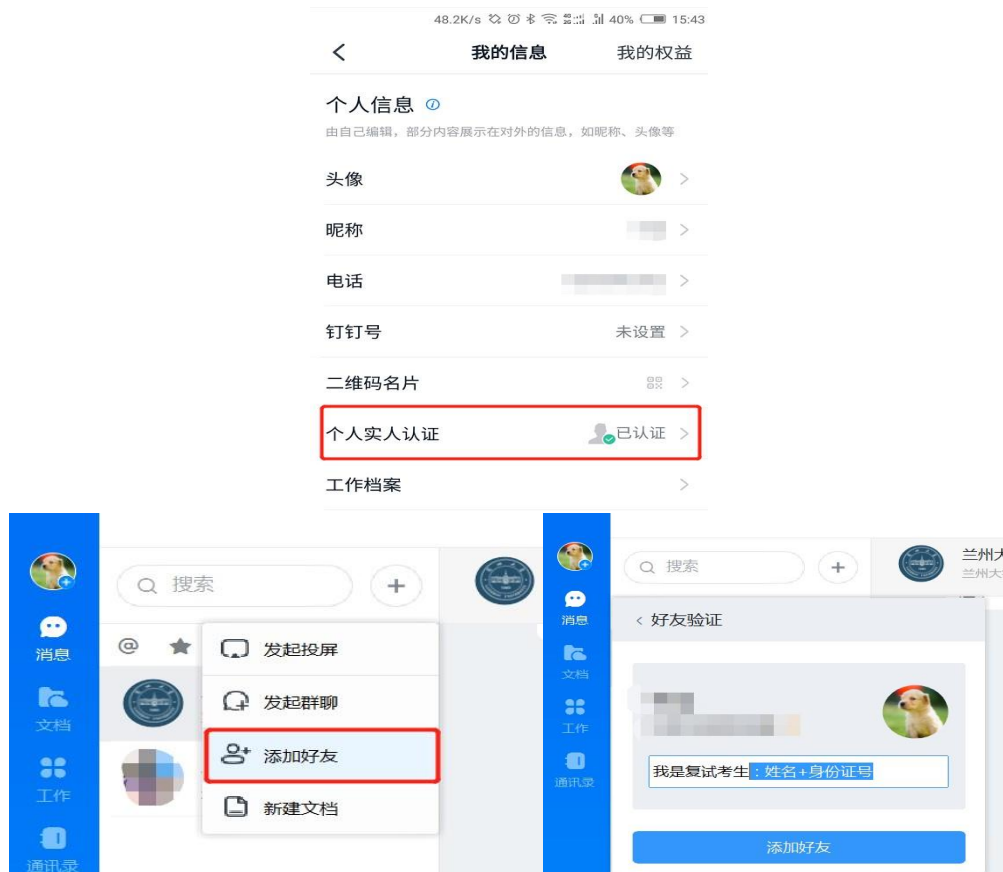 48.2K/s 40% 15:43
我的信息 我的权益
个人信息
由自己编辑，部分内容展示在对外的信息，如昵称、头像等
头像
昵称
电话
钉钉号 未设置
二维码名片
个人实人认证 已认证
工作档案
搜索
消息
文档
工作
通讯录
@
发起投屏
发起群聊
添加好友
新建文档
搜索
兰州大
兰州大
消息
文档
工作
通讯录
好友验证
我是复试考生：姓名+身份证号
添加好友